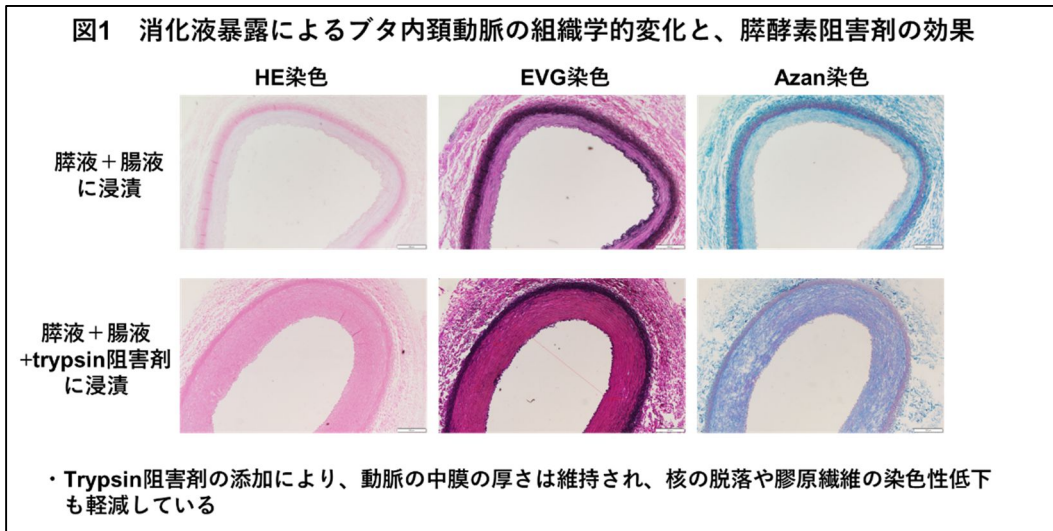 図1 消化液暴露によるブタ内頚動脈の組織学的変化と、膵酵素阻害剤の効果
HE染色
EVG染色
Azan染色
膵液＋腸液
に浸漬
膵液＋腸液
+trypsin阻害剤
に浸漬
・Trypsin阻害剤の添加により、動脈の中膜の厚さは維持され、核の脱落や膠原繊維の染色性低下
も軽減している